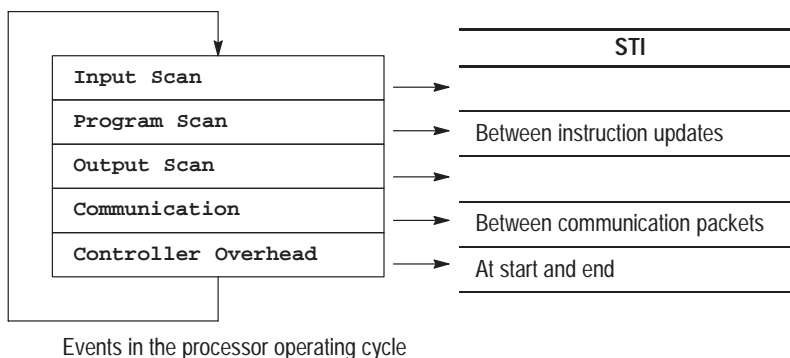 STI
Input Scan
Program Scan
Between instruction updates
Output Scan
Communication
Between communication packets
Controller Overhead
At start and end
Events in the processor operating cycle